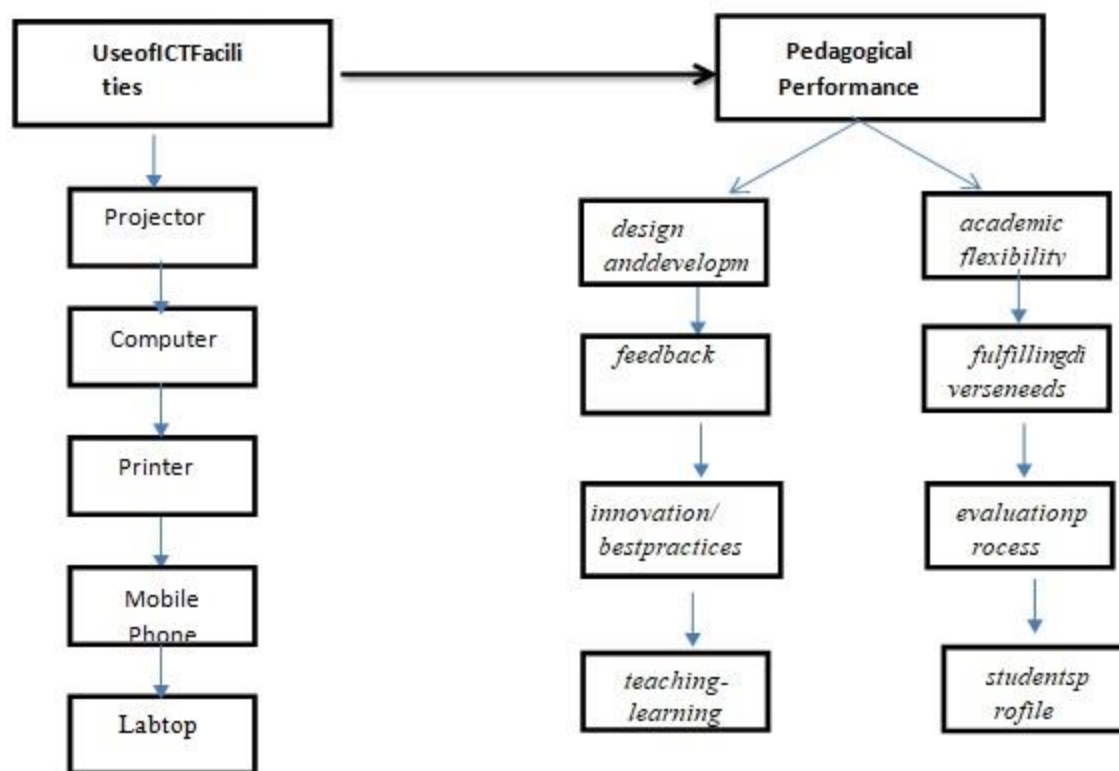 UseofICTFacili
ties
Pedagogical
Performance
Projector
Computer
Printer
Mobile
Phone
Labtop
design
anddevelopm
feedback
innovation/
bestpractices
teaching-
learning
academic
flexibility
fulfillingdi
verseneeds
evaluationp
rocess
studentsp
rofile